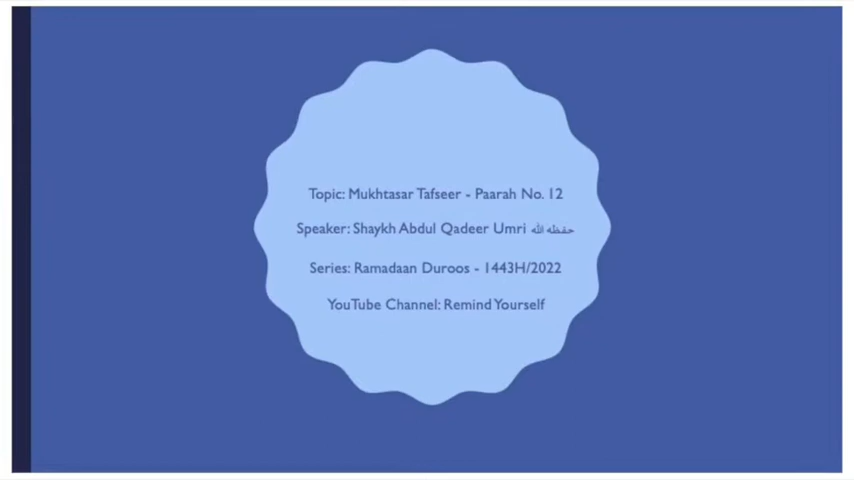 Topic: Mukhtasar Tafseer - Paarah No. 12
Speaker: Shaykh Abdul Qadeer Umri حفظه الله
Series: Ramadaan Duroos - 1443H/2022
YouTube Channel: Remind Yourself